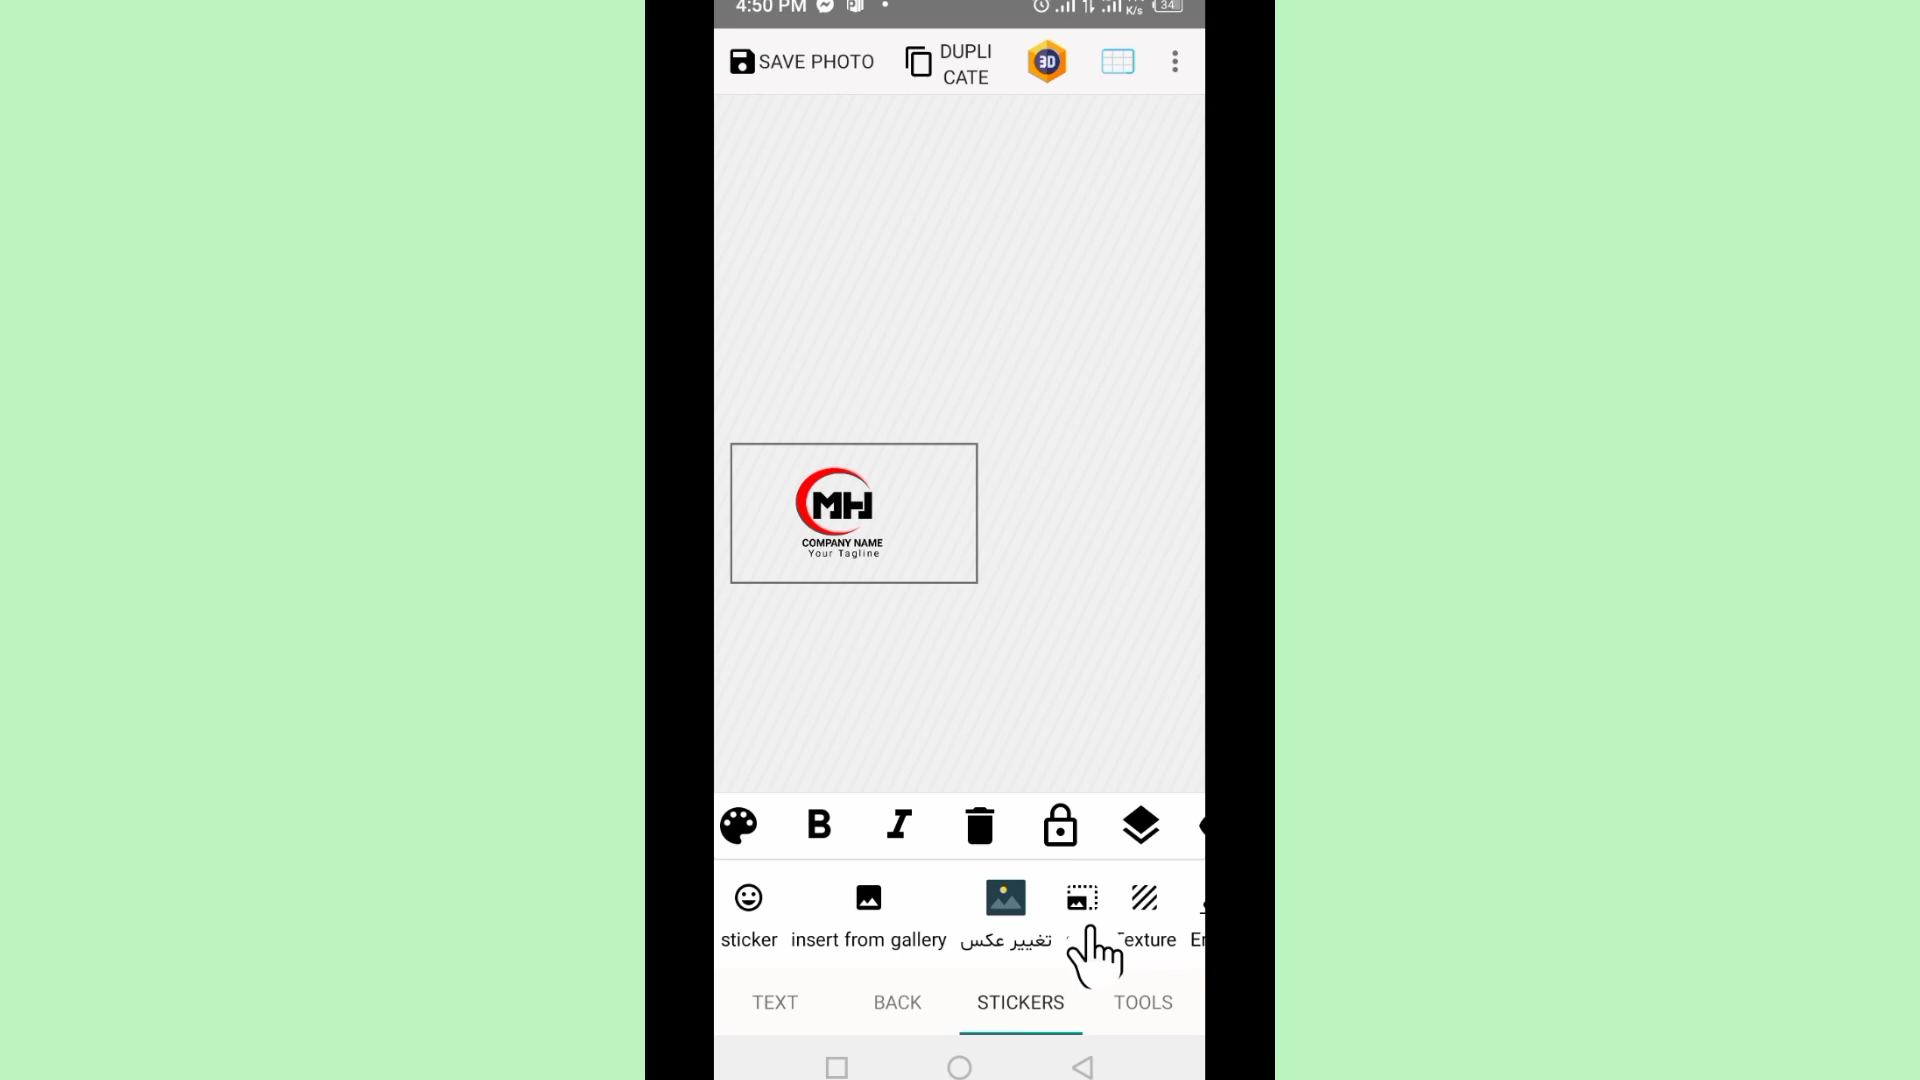 4:50 PM
K/s
34
SAVE PHOTO
DUPLI
CATE
3D
MH
COMPANY NAME
Your Tagline
B
I
sticker
insert from gallery
تغییر عکس
TEXT
BACK
STICKERS
TOOLS